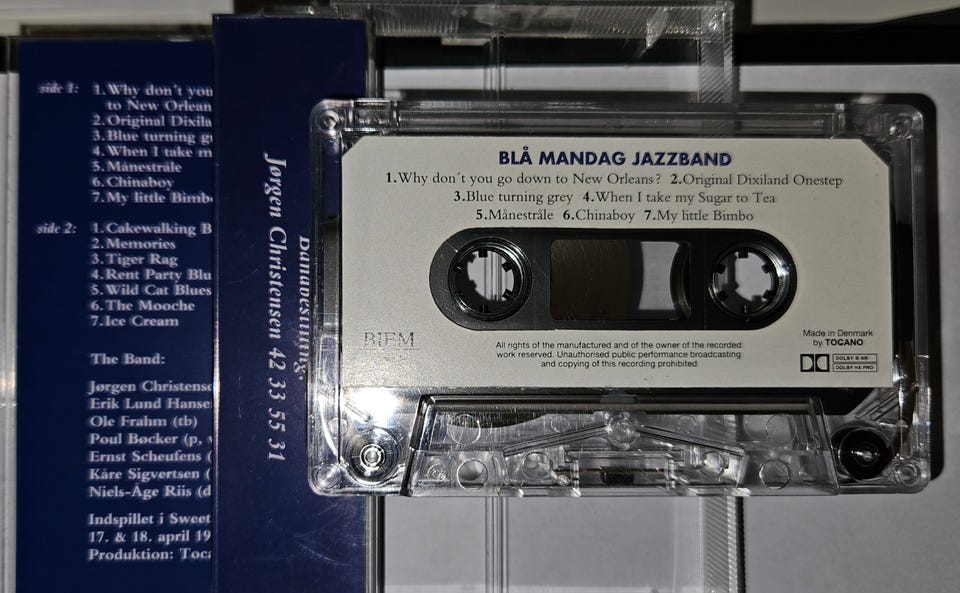 side 1:
1. Why don't you
to New Orlean
2. Original Dixila
3. Blue turning g
4. When I take m
5. Månestråle
6. Chinaboy
7. My little Bimb
side 2:
1. Cakewalking B
2. Memories
3. Tiger Rag
4. Rent Party Blu
5. Wild Cat Blues
6. The Mooche
7. Ice Cream
The Band:
Jørgen Christens
Erik Lund Hanse
Ole Frahm (tb)
Poul Bøcker (p,
Ernst Scheufens (
Kåre Sigvertsen (
Niels-Åge Riis (d
Indspillet i Sweet
17. & 18. april 19
Produktion: Toca
Jørgen Christensen 42 33 55 31
BLÅ MANDAG JAZZBAND
1.Why don´t you go down to New Orleans? 2.Original Dixiland Onestep
3.Blue turning grey 4.When I take my Sugar to Tea
5.Månestråle 6.Chinaboy 7.My little Bimbo
BIEM
All rights of the manufactured and of the owner of the recorded
work reserved. Unauthorised public performance broadcasting
and copying of this recording prohibited.
Made in Denmark
by TOCANO
DOLBY B NR
DOLBY HX PRO